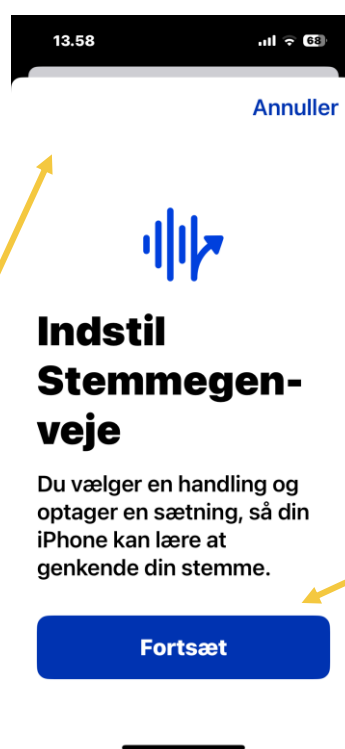 13.58
63
Annuller
Indstil
Stemmegen-
veje
Du vælger en handling og
optager en sætning, så din
iPhone kan lære at
genkende din stemme.
Fortsæt